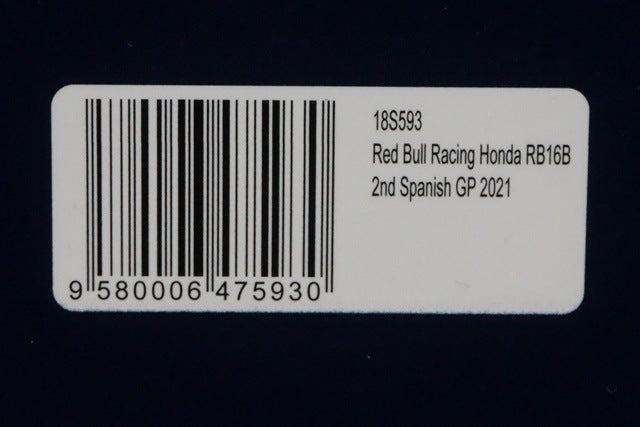 18S593
Red Bull Racing Honda RB16B
2nd Spanish GP 2021
9 580006 475930